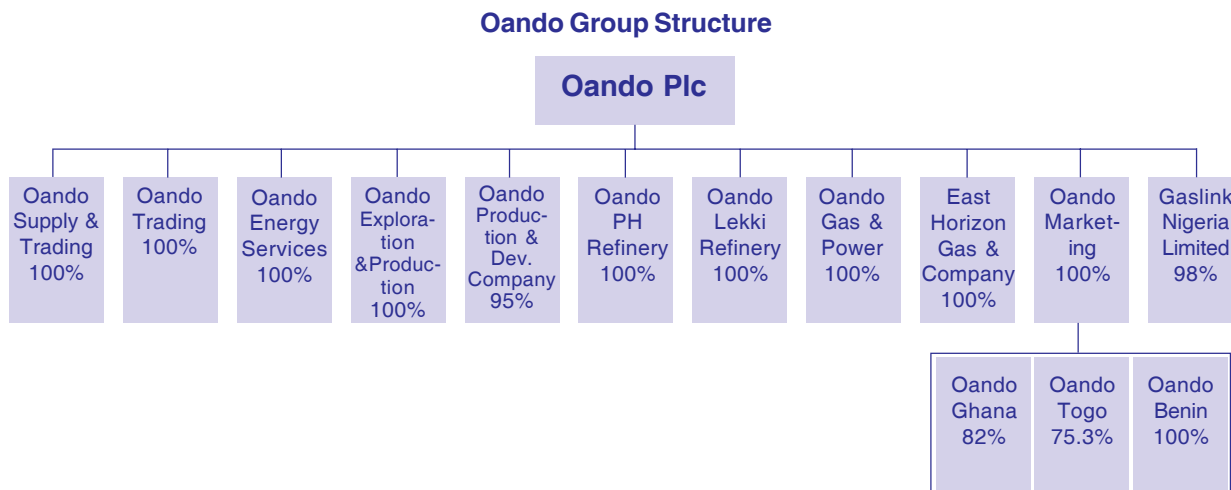 Oando Group Structure
Oando Plc
Oando
Supply &
Trading
100%
Oando
Trading
100%
Oando
Energy
Services
100%
Oando
Explora-
tion
&Produc-
tion
100%
Oando
Produc-
tion &
Dev.
Company
95%
Oando
PH
Refinery
100%
Oando
Lekki
Refinery
100%
Oando
Gas &
Power
100%
East
Horizon
Gas &
Company
100%
Oando
Market-
ing
100%
Gaslink
Nigeria
Limited
98%
Oando
Ghana
82%
Oando
Togo
75.3%
Oando
Benin
100%